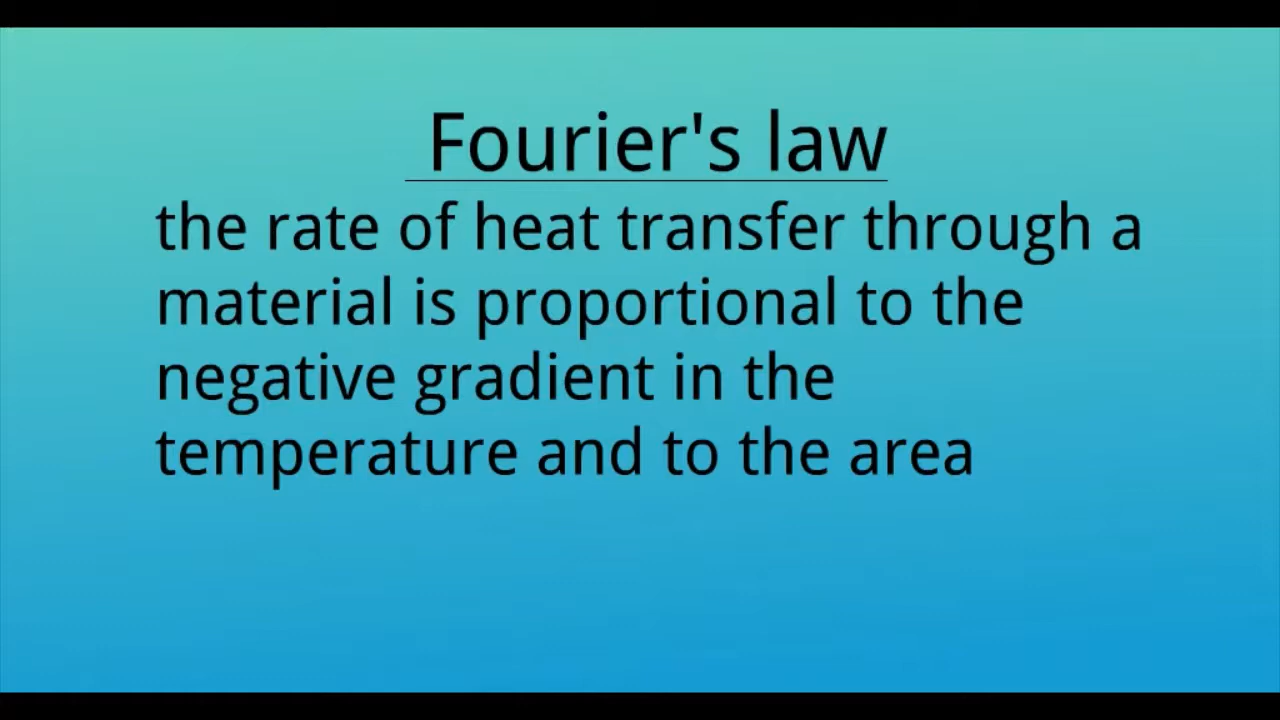 Fourier's law
the rate of heat transfer through a
material is proportional to the
negative gradient in the
temperature and to the area